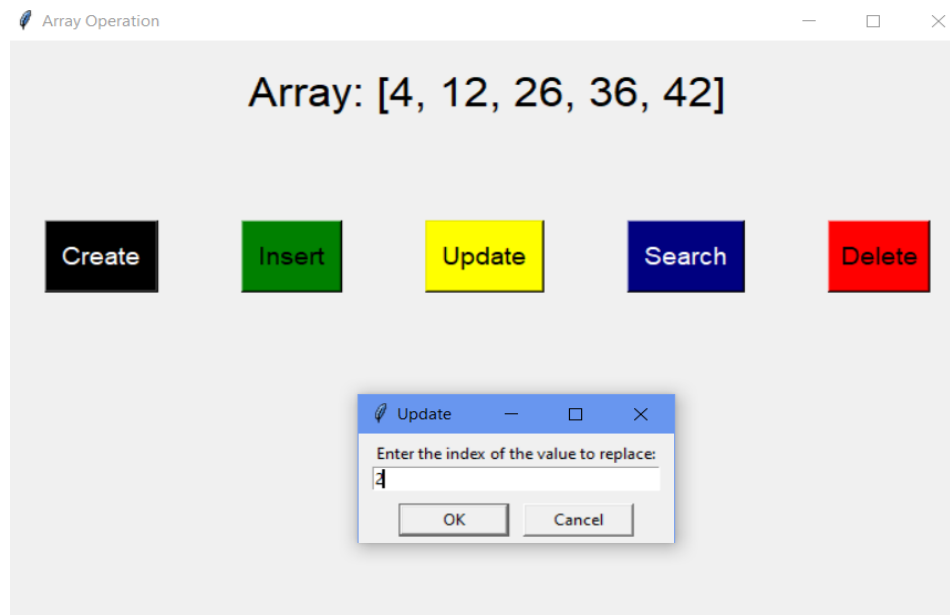 Array Operation
Array: [4, 12, 26, 36, 42]
Create Insert Update Search Delete
Update
Enter the index of the value to replace:
2
OK Cancel